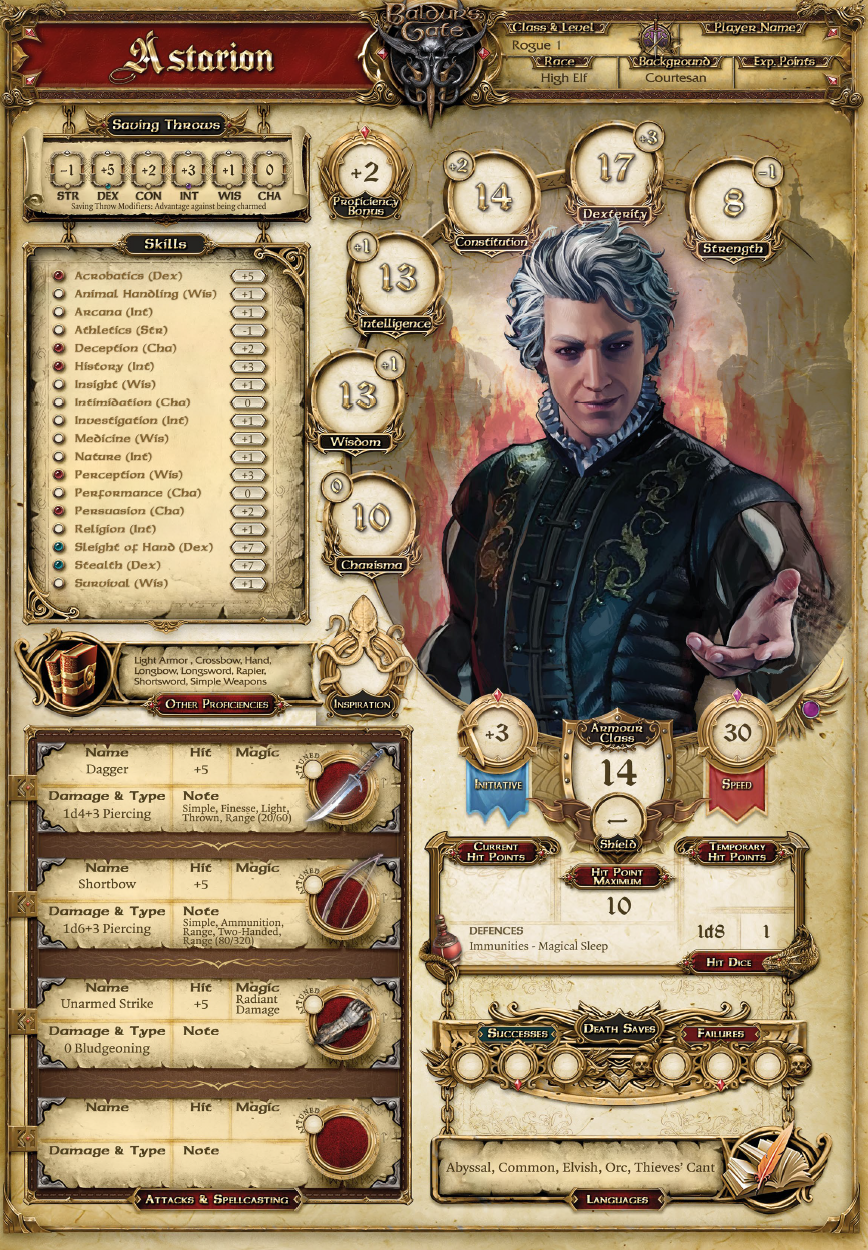 Baldur's Gate
Astarion
Class & Level
Player Name
Rogue 1
Race
Background
Exp. Points
High Elf
Courtesan
-
Saving Throws
-1 +5 +2 +3 +1 0
STR DEX CON INT WIS CHA
Saving Throw Modifiers: Advantage against being charmed
+2
Proficiency
Bonus
+2
14
Constitution
+3
17
Dexterity
-1
8
Strength
+1
13
Intelligence
+1
13
Wisdom
0
10
Charisma
Skills
Acrobatics (Dex) +5
Animal Handling (Wis) +1
Arcana (Int) +1
Athletics (Str) -1
Deception (Cha) +2
History (Int) +3
Insight (Wis) +1
Intimidation (Cha) 0
Investigation (Int) +1
Medicine (Wis) +1
Nature (Int) +1
Perception (Wis) +3
Performance (Cha) 0
Persuasion (Cha) +2
Religion (Int) +1
Sleight of Hand (Dex) +7
Stealth (Dex) +7
Survival (Wis) +1
Light Armor , Crossbow, Hand,
Longbow, Longsword, Rapier,
Shortsword, Simple Weapons
Other Proficiencies
Inspiration
Name Hit Magic
Dagger +5
Attuned
Damage & Type Note
1d4+3 Piercing
Simple, Finesse, Light,
Thrown, Range (20/60)
Name Hit Magic
Shortbow +5
Attuned
Damage & Type Note
1d6+3 Piercing
Simple, Ammunition,
Range, Two-Handed,
Range (80/320)
Name Hit Magic
Unarmed Strike +5
Radiant
Damage
Attuned
Damage & Type Note
0 Bludgeoning
Name Hit Magic
Attuned
Damage & Type Note
Attacks & Spellcasting
+3
Initiative
Armour
Class
14
Shield
30
Speed
Current
Hit Points
Temporary
Hit Points
Hit Point
Maximum
10
DEFENCES
Immunities - Magical Sleep
1d8 1
Hit Dice
Successes
Death Saves
Failures
Abyssal, Common, Elvish, Orc, Thieves' Cant
Languages